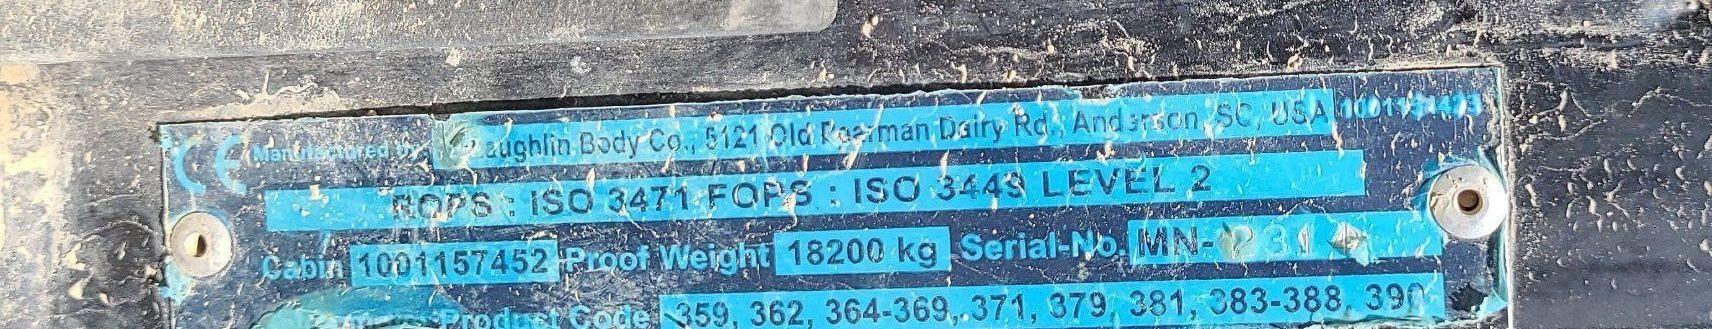 CE Manufactured by Laughlin Body Co., 5121 Old Pearman Dairy Rd., Anderson, SC, USA
ROPS : ISO 3471 FOPS : ISO 3449 LEVEL 2
Cabin 1001157452 Proof Weight 18200 kg Serial-No. MN-
Product Code 359, 362, 364-369, 371, 379, 381, 383-388, 390